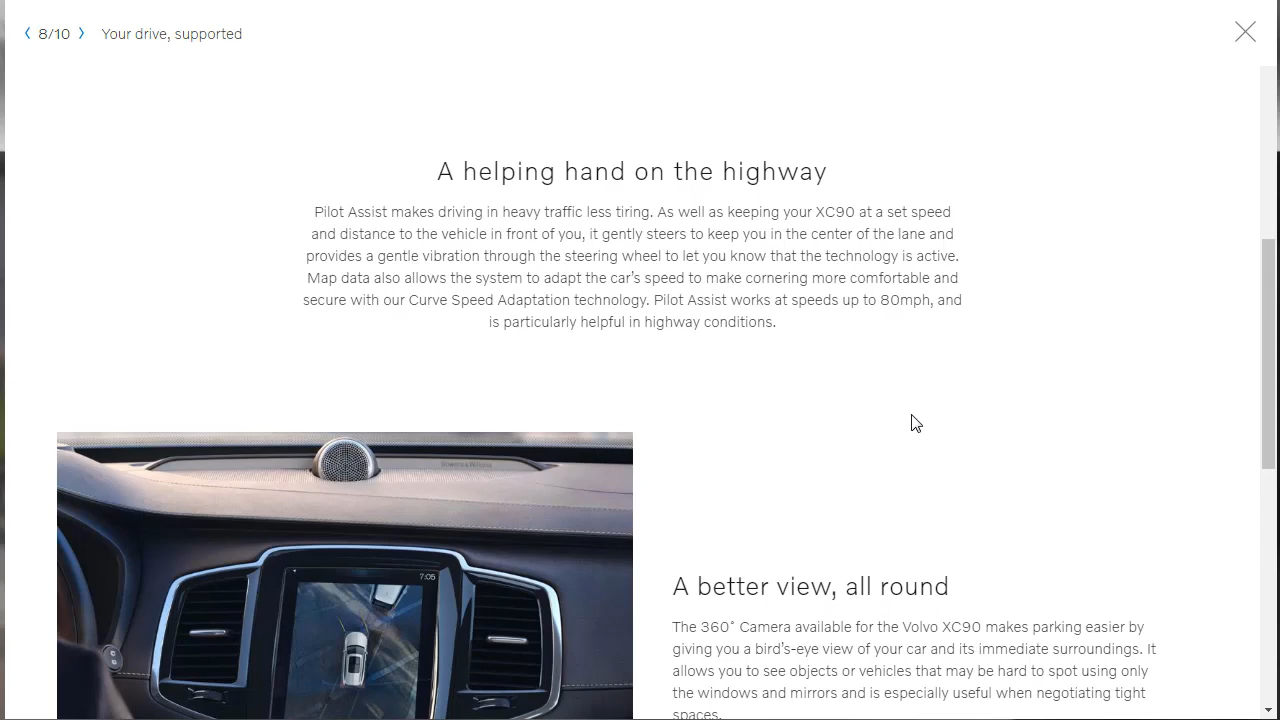 8/10 Your drive, supported
A helping hand on the highway
Pilot Assist makes driving in heavy traffic less tiring. As well as keeping your XC90 at a set speed
and distance to the vehicle in front of you, it gently steers to keep you in the center of the lane and
provides a gentle vibration through the steering wheel to let you know that the technology is active.
Map data also allows the system to adapt the car's speed to make cornering more comfortable and
secure with our Curve Speed Adaptation technology. Pilot Assist works at speeds up to 80mph, and
is particularly helpful in highway conditions.
Bowers & Wilkins
7:05
A better view, all round
The 360° Camera available for the Volvo XC90 makes parking easier by
giving you a bird's-eye view of your car and its immediate surroundings. It
allows you to see objects or vehicles that may be hard to spot using only
the windows and mirrors and is especially useful when negotiating tight
spaces.